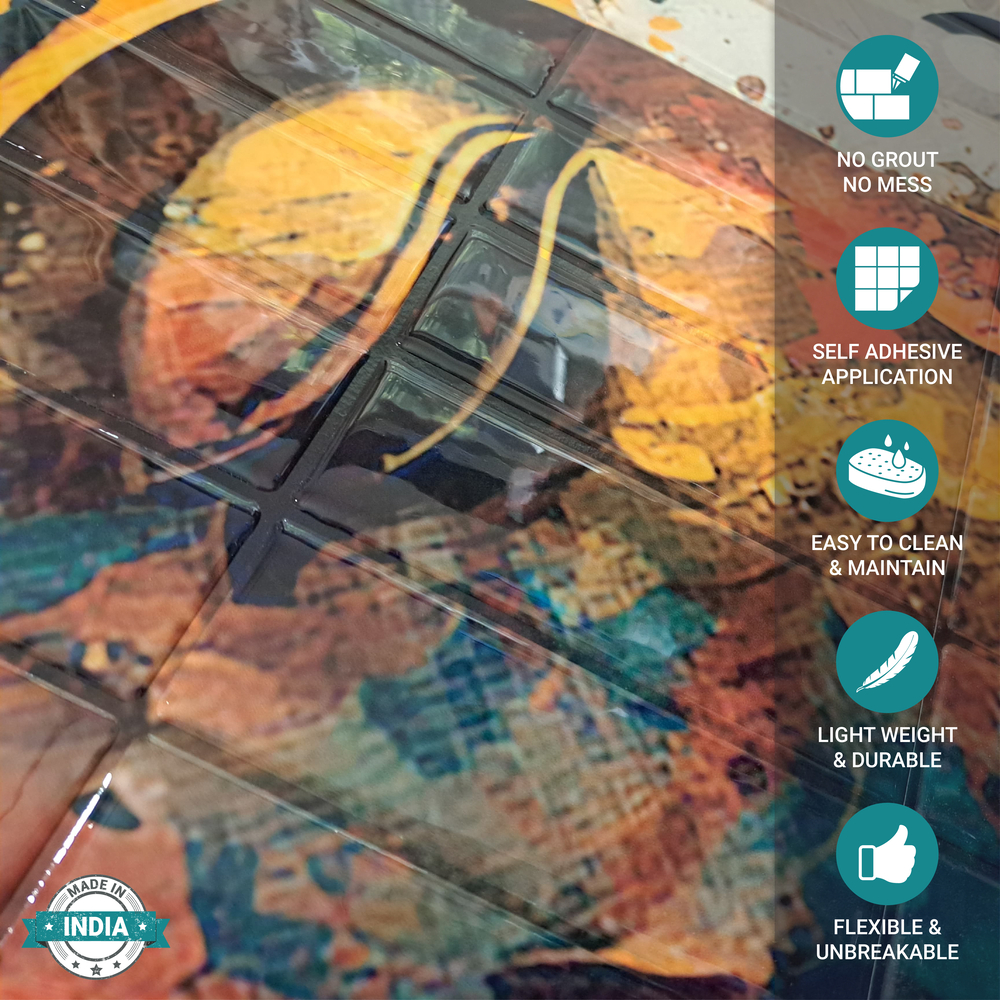 NO GROUT
NO MESS
SELF ADHESIVE
APPLICATION
EASY TO CLEAN
& MAINTAIN
LIGHT WEIGHT
& DURABLE
FLEXIBLE &
UNBREAKABLE
MADE IN
INDIA